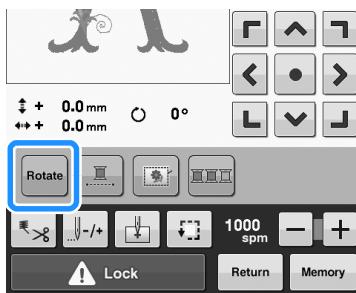 + 0.0 mm
+ 0.0 mm 0°
Rotate
-/+
1000
spm
- +
Lock
Return
Memory